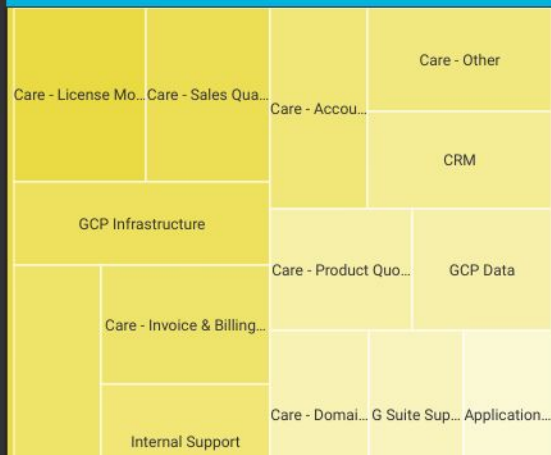 Care - License Mo...
Care - Sales Qua...
Care - Accou...
Care - Other
CRM
GCP Infrastructure
Care - Product Quo...
GCP Data
Care - Invoice & Billing...
Care - Domai...
G Suite Sup...
Application...
Internal Support